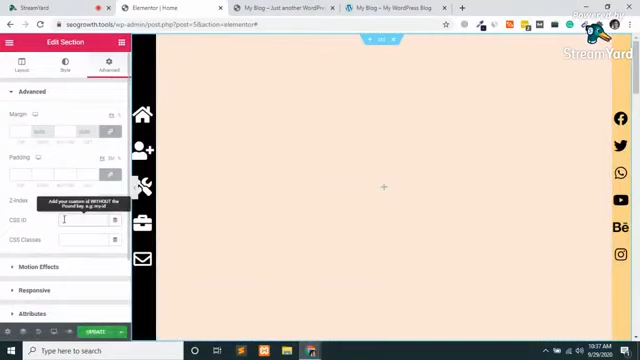 StreamYard
Elementor | Home
My Blog – Just another WordPress
My Blog – My WordPress Blog
seogrowth.tools/wp-admin/post.php?post=5&action=elementor#
Powered by
StreamYard
Edit Section
Layout
Style
Advanced
Advanced
Margin
Padding
Z-Index
Add your custom id WITHOUT the
Pound key. e.g: my-id
CSS ID
CSS Classes
Motion Effects
Responsive
Attributes
UPDATE
Bē
Type here to search
10:37 AM
9/29/2020